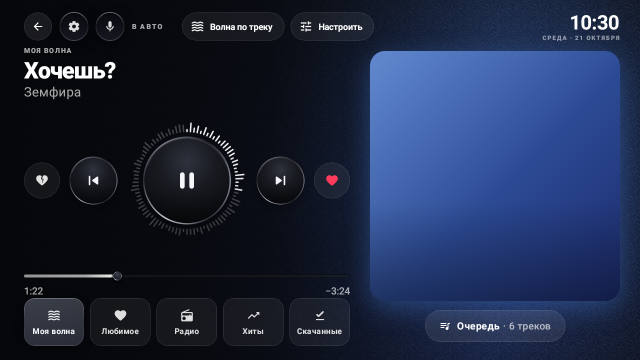 В АВТО
Волна по треку
Настроить
10:30
СРЕДА · 21 ОКТЯБРЯ
МОЯ ВОЛНА
Хочешь?
Земфира
1:22
−3:24
Моя волна
Любимое
Радио
Хиты
Скачанные
Очередь · 6 треков